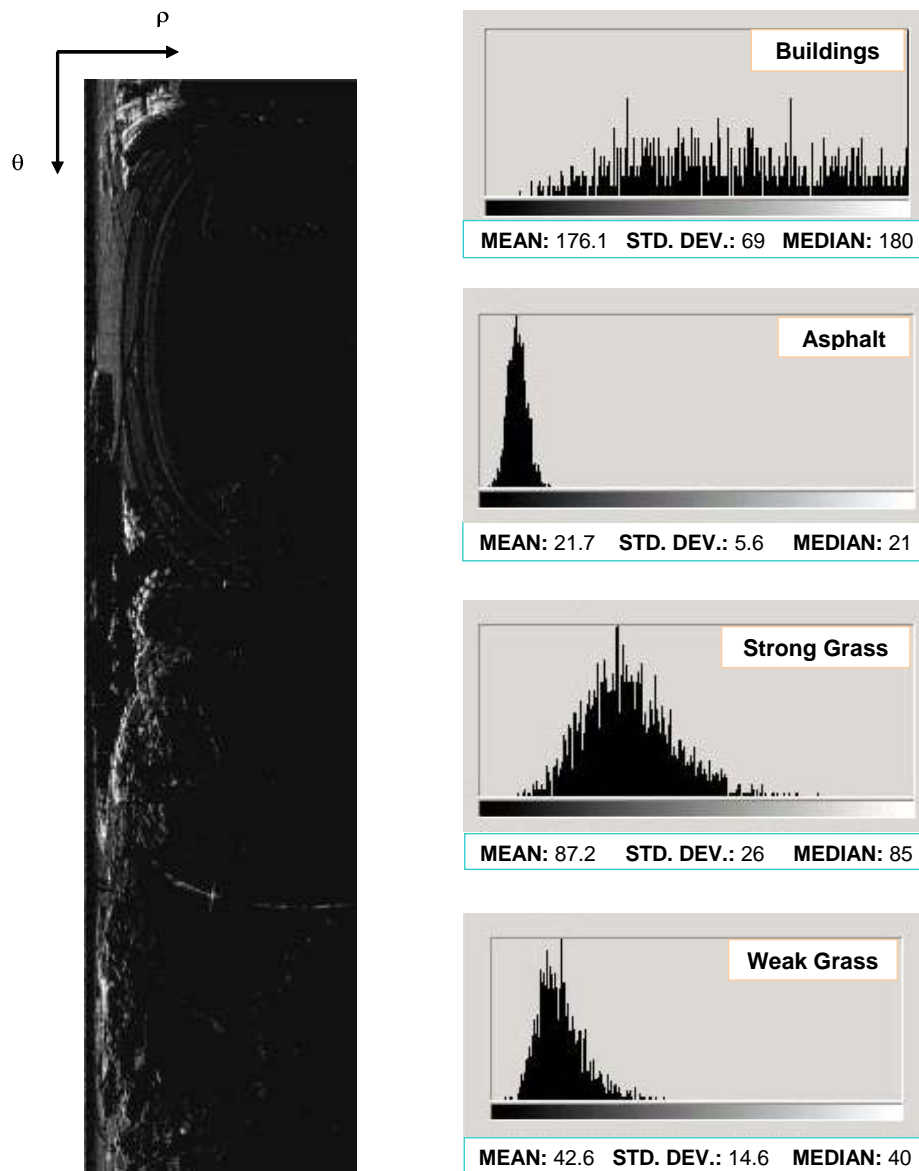 ρ
θ
Buildings
MEAN: 176.1 STD. DEV.: 69 MEDIAN: 180
Asphalt
MEAN: 21.7 STD. DEV.: 5.6 MEDIAN: 21
Strong Grass
MEAN: 87.2 STD. DEV.: 26 MEDIAN: 85
Weak Grass
MEAN: 42.6 STD. DEV.: 14.6 MEDIAN: 40